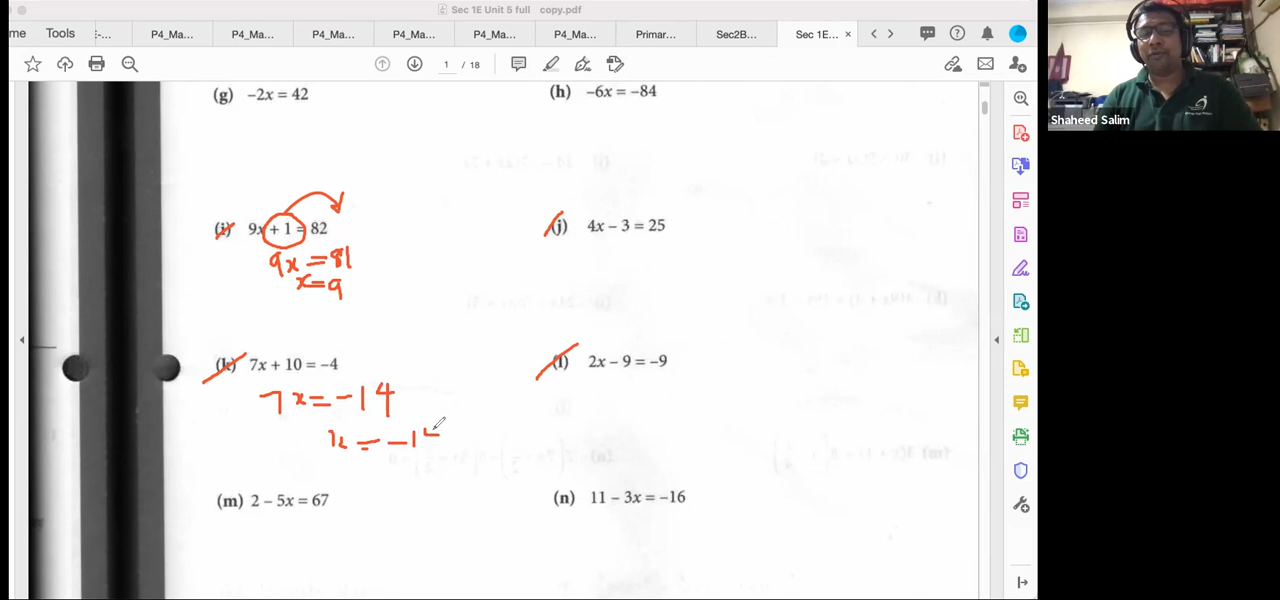 Sec 1E Unit 5 full copy.pdf
me Tools E-... P4_Ma... P4_Ma... P4_Ma... P4_Ma... P4_Ma... P4_Ma... Primar... Sec2B... Sec 1E... ×
1 / 18
(g) −2x = 42
(h) −6x = −84
(i) 9x + 1 = 82
9x = 81
x = 9
(j) 4x − 3 = 25
(k) 7x + 10 = −4
7x = −14
x = −1
(l) 2x − 9 = −9
(m) 2 − 5x = 67
(n) 11 − 3x = −16
Shaheed Salim